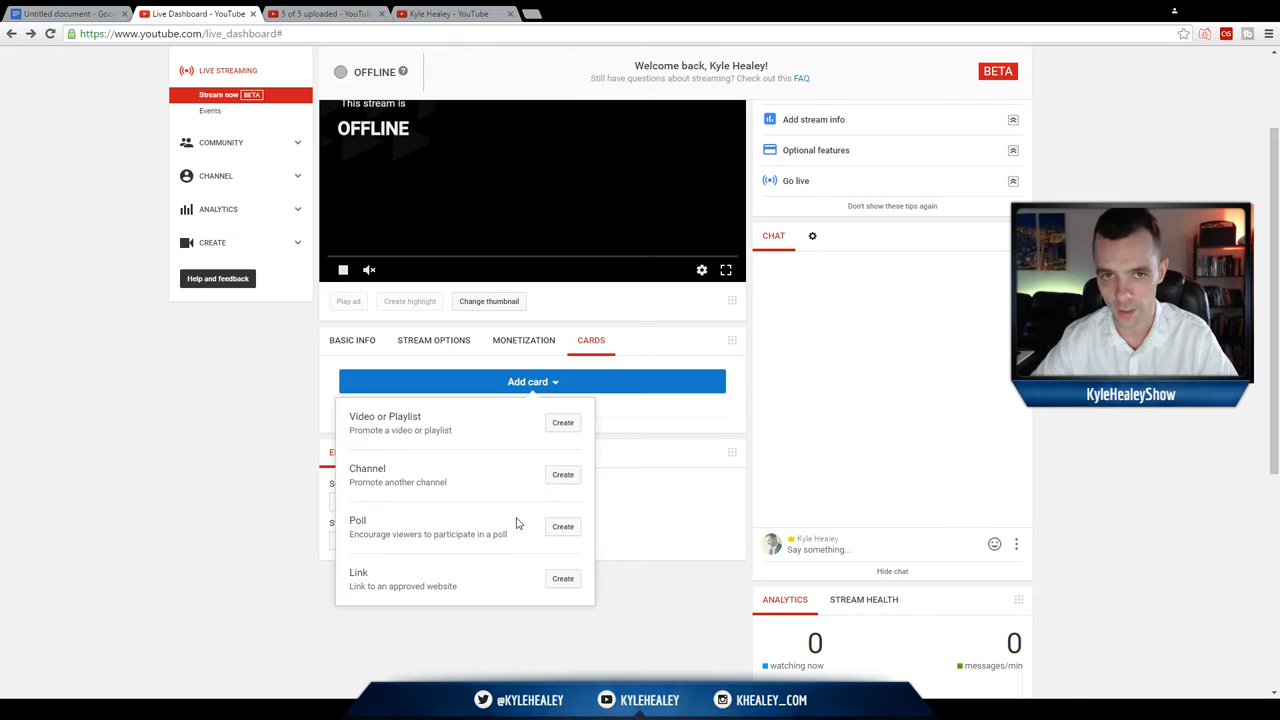 Untitled document - Goo
Live Dashboard - YouTube
5 of 5 uploaded - YouTu
Kyle Healey - YouTube
https://www.youtube.com/live_dashboard#
LIVE STREAMING
Stream now BETA
Events
COMMUNITY
CHANNEL
ANALYTICS
CREATE
Help and feedback
OFFLINE ?
Welcome back, Kyle Healey!
Still have questions about streaming? Check out this FAQ.
BETA
This stream is
OFFLINE
Play ad
Create highlight
Change thumbnail
BASIC INFO
STREAM OPTIONS
MONETIZATION
CARDS
Add card
Video or Playlist
Promote a video or playlist
Create
Channel
Promote another channel
Create
Poll
Encourage viewers to participate in a poll
Create
Link
Link to an approved website
Create
Add stream info
Optional features
Go live
Don't show these tips again
CHAT
KyleHealeyShow
Kyle Healey
Say something...
Hide chat
ANALYTICS
STREAM HEALTH
0
watching now
0
messages/min
@KYLEHEALEY
KYLEHEALEY
KHEALEY_COM